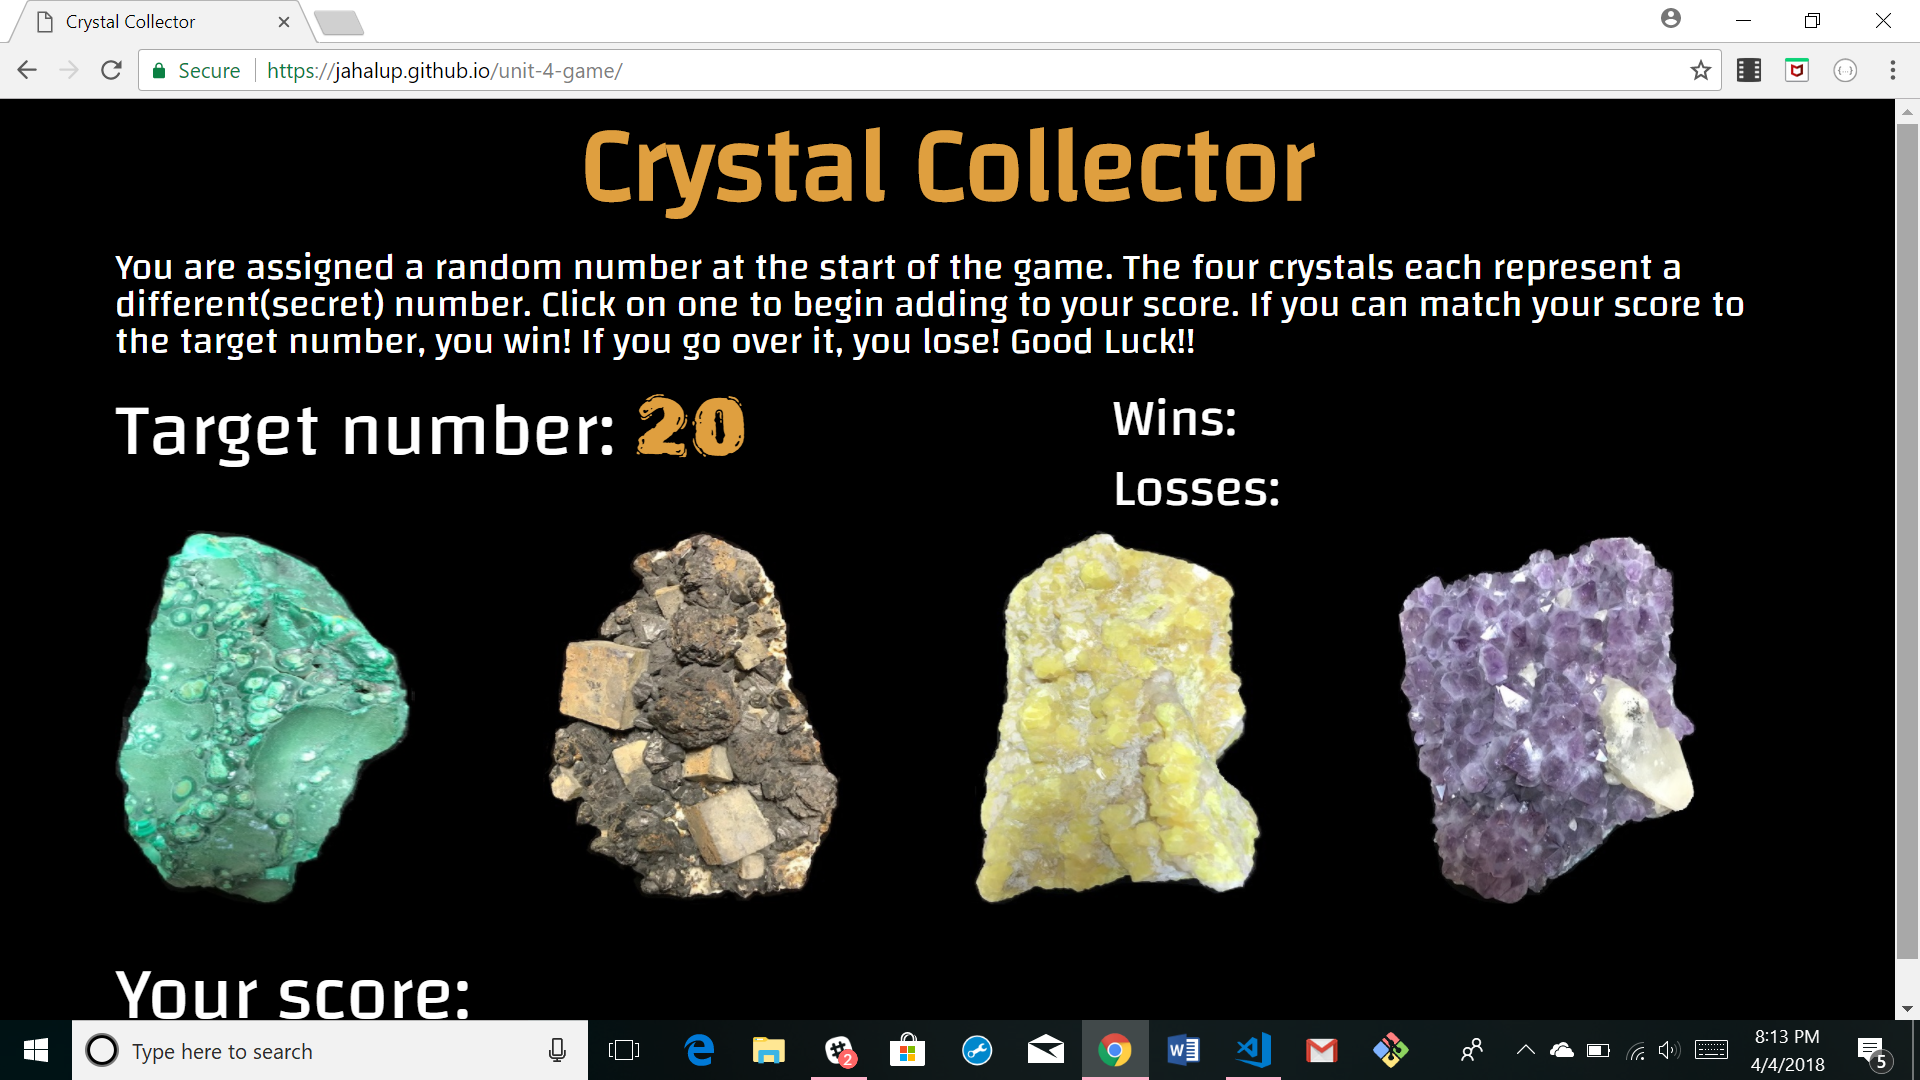 Crystal Collector
Secure
https://jahalup.github.io/unit-4-game/
Crystal Collector
You are assigned a random number at the start of the game. The four crystals each represent a
different(secret) number. Click on one to begin adding to your score. If you can match your score to
the target number, you win! If you go over it, you lose! Good Luck!!
Target number: 20
Wins:
Losses:
Your score:
Type here to search
2
8:13 PM
4/4/2018
5